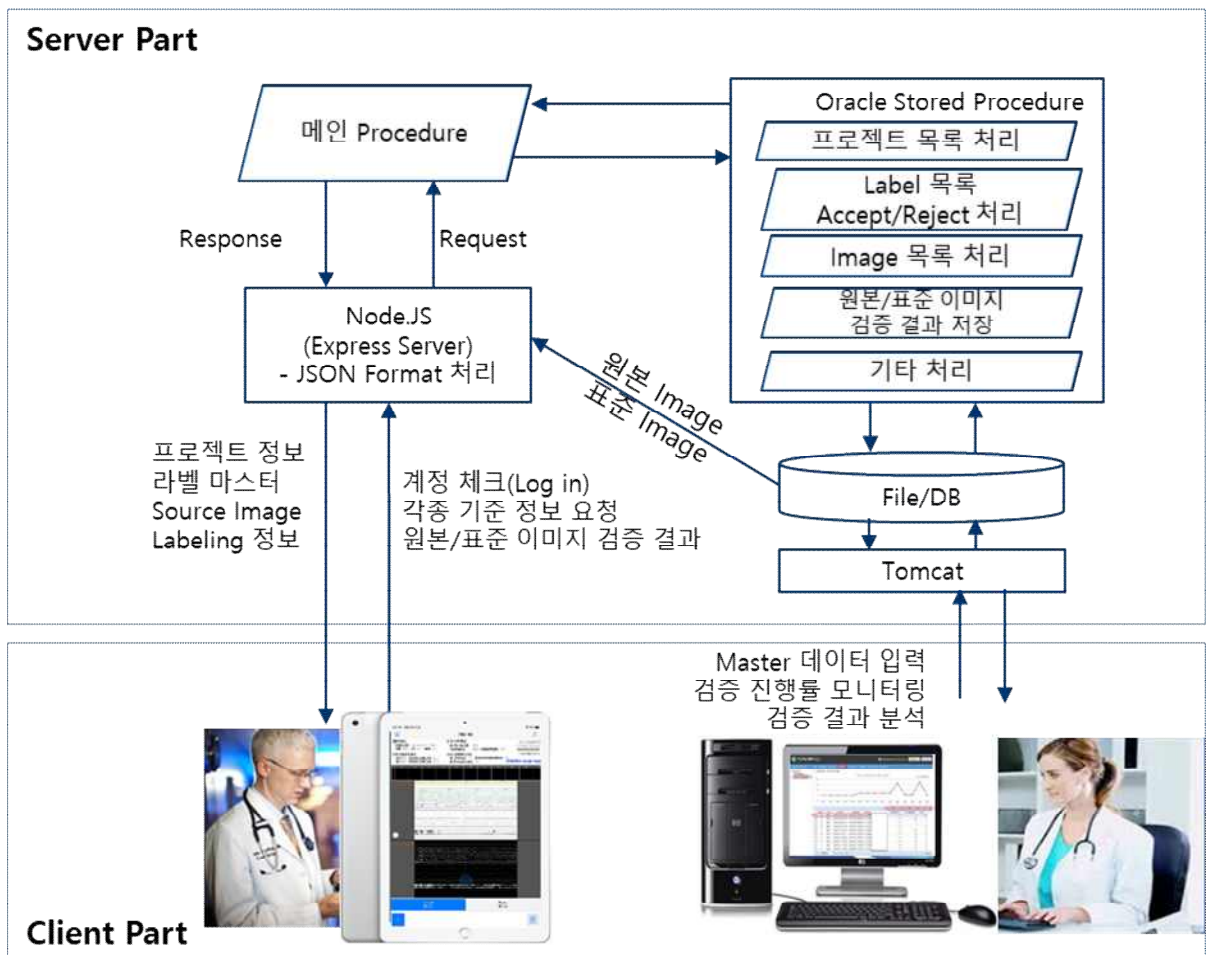 Server Part
메인 Procedure
Oracle Stored Procedure
프로젝트 목록 처리
Label 목록
Accept/Reject 처리
Image 목록 처리
원본/표준 이미지
검증 결과 저장
기타 처리
Response
Request
Node.JS
(Express Server)
- JSON Format 처리
원본 Image
표준 Image
프로젝트 정보
라벨 마스터
Source Image
Labeling 정보
계정 체크(Log in)
각종 기준 정보 요청
원본/표준 이미지 검증 결과
File/DB
Tomcat
Master 데이터 입력
검증 진행률 모니터링
검증 결과 분석
Client Part